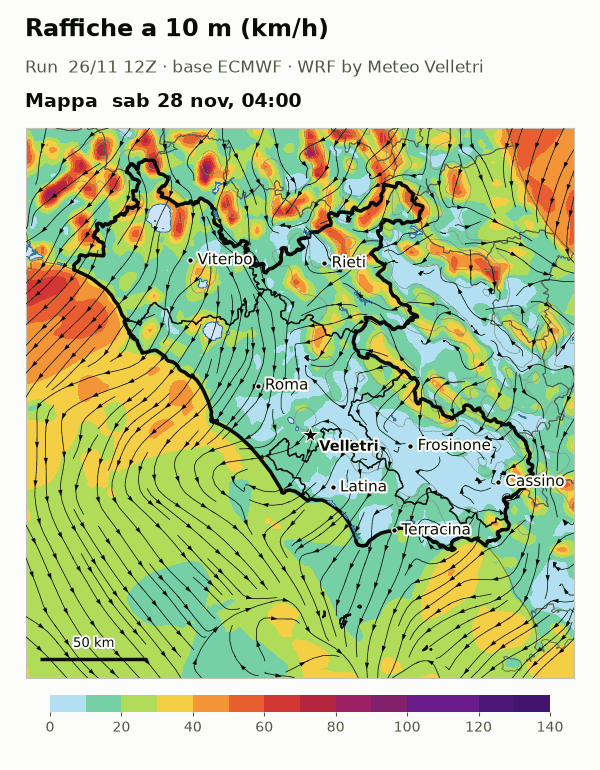 Raffiche a 10 m (km/h)
Run  26/11 12Z · base ECMWF · WRF by Meteo Velletri
Mappa  sab 28 nov, 04:00
Viterbo
Rieti
Roma
Velletri
Frosinone
Latina
Cassino
Terracina
50 km
0 20 40 60 80 100 120 140